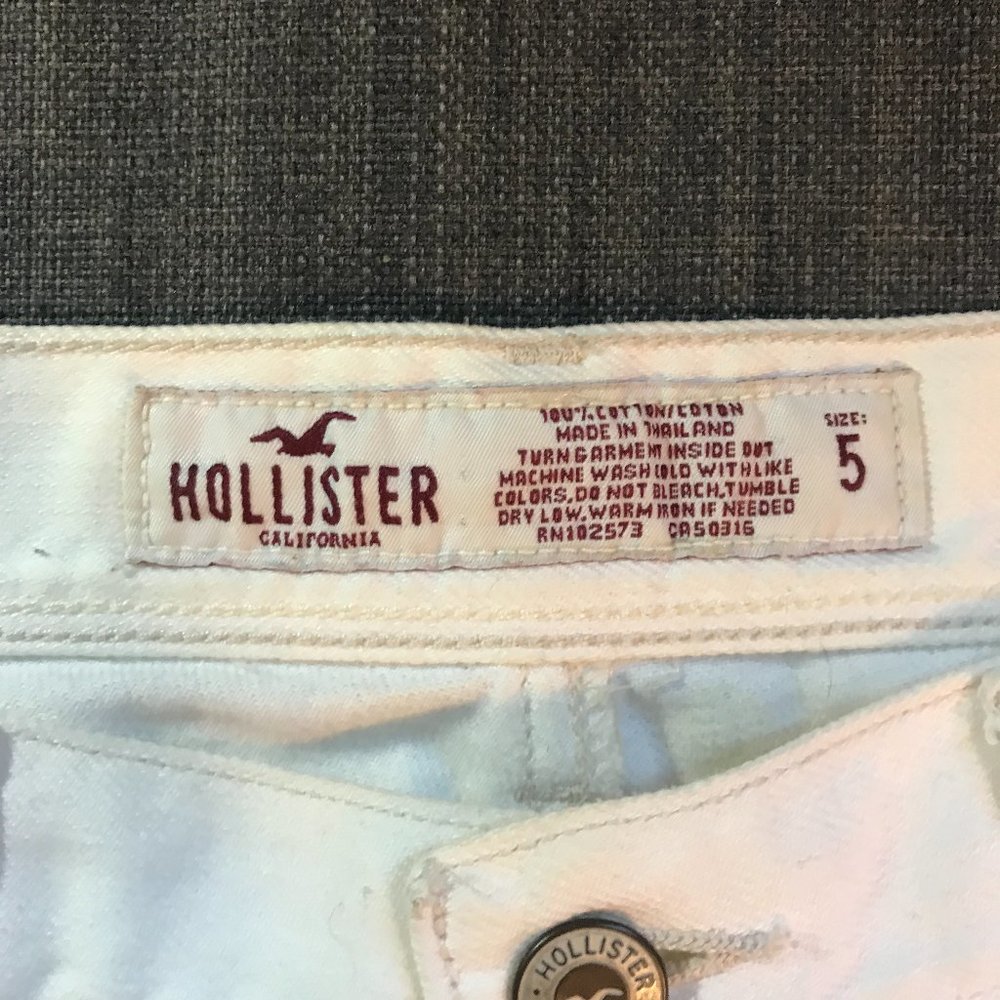 HOLLISTER
CALIFORNIA
100% COTTON/COTON
MADE IN THAILAND
TURN GARMENT INSIDE OUT
MACHINE WASH COLD WITH LIKE
COLORS, DO NOT BLEACH, TUMBLE
DRY LOW, WARM IRON IF NEEDED
RN102573 CA50316
SIZE:
5
HOLLISTER